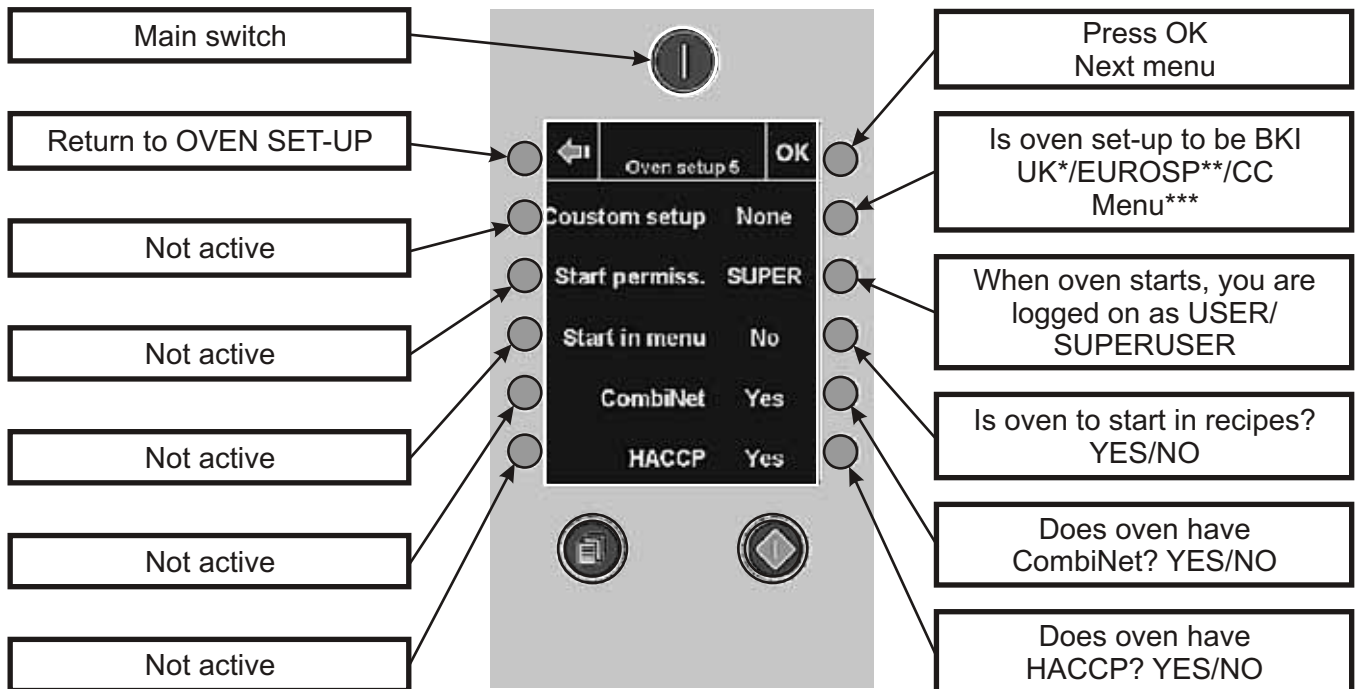 Main switch
Return to OVEN SET-UP
Not active
Not active
Not active
Not active
Not active
OK
Oven setup 5
Coustom setup None
Start permiss. SUPER
Start in menu No
CombiNet Yes
HACCP Yes
Press OK
Next menu
Is oven set-up to be BKI
UK*/EUROSP**/CC
Menu***
When oven starts, you are
logged on as USER/
SUPERUSER
Is oven to start in recipes?
YES/NO
Does oven have
CombiNet? YES/NO
Does oven have
HACCP? YES/NO